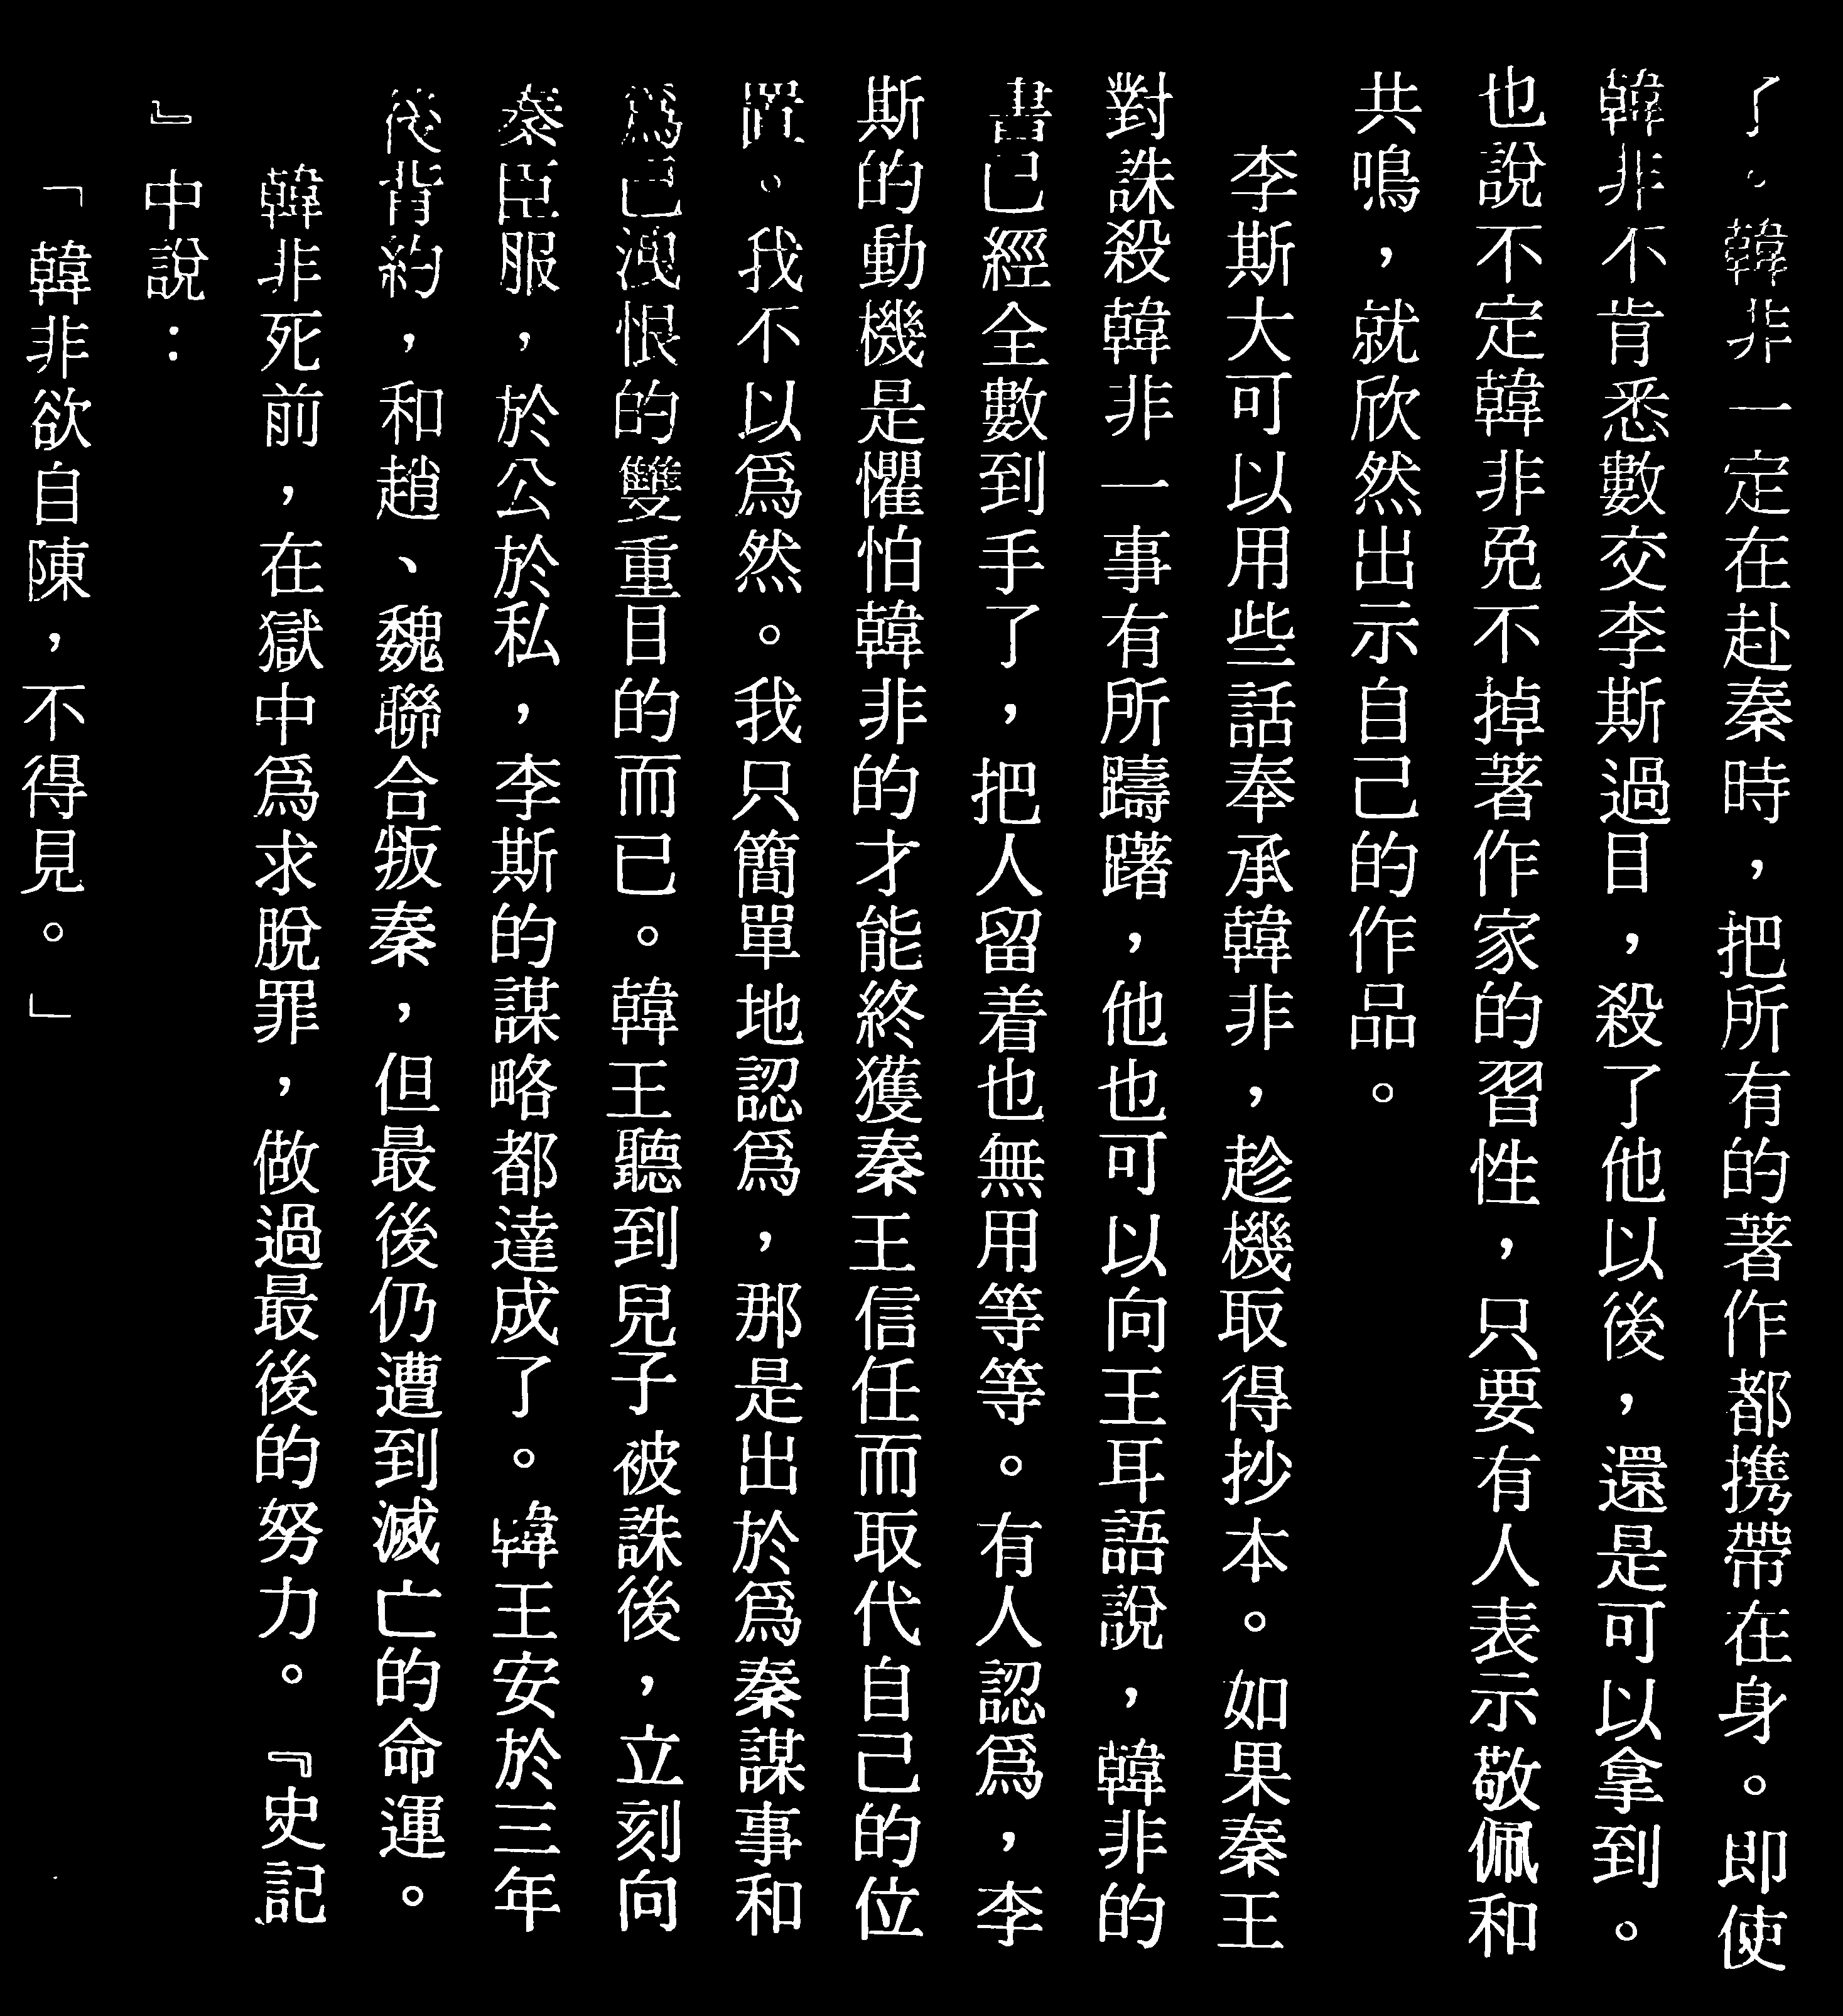 了。韓非一定在赴秦時，把所有的著作都携帶在身。即使
韓非不肯悉數交李斯過目，殺了他以後，還是可以拿到。
也說不定韓非免不掉著作家的習性，只要有人表示敬佩和
共鳴，就欣然出示自己的作品。
李斯大可以用些話奉承韓非，趁機取得抄本。如果秦王
對誅殺韓非一事有所躊躇，他也可以向王耳語說，韓非的
書已經全數到手了，把人留着也無用等等。有人認爲，李
斯的動機是懼怕韓非的才能終獲秦王信任而取代自己的位
置。我不以爲然。我只簡單地認爲，那是出於爲秦謀事和
爲己洩恨的雙重目的而已。韓王聽到兒子被誅後，立刻向
秦臣服，於公於私，李斯的謀略都達成了。韓王安於三年
後背約，和趙、魏聯合叛秦，但最後仍遭到滅亡的命運。
韓非死前，在獄中爲求脫罪，做過最後的努力。『史記
』中說：
「韓非欲自陳，不得見。」